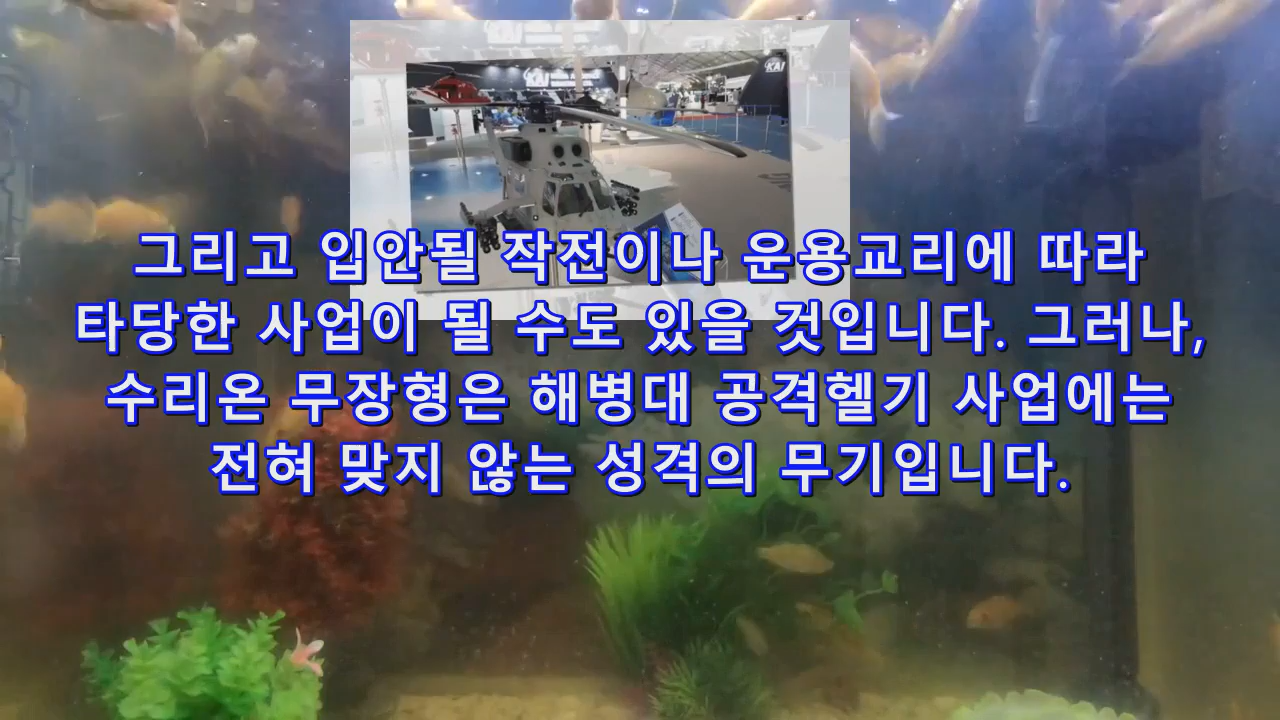 KAI
KAI
그리고 입안될 작전이나 운용교리에 따라
타당한 사업이 될 수도 있을 것입니다. 그러나,
수리온 무장형은 해병대 공격헬기 사업에는
전혀 맞지 않는 성격의 무기입니다.